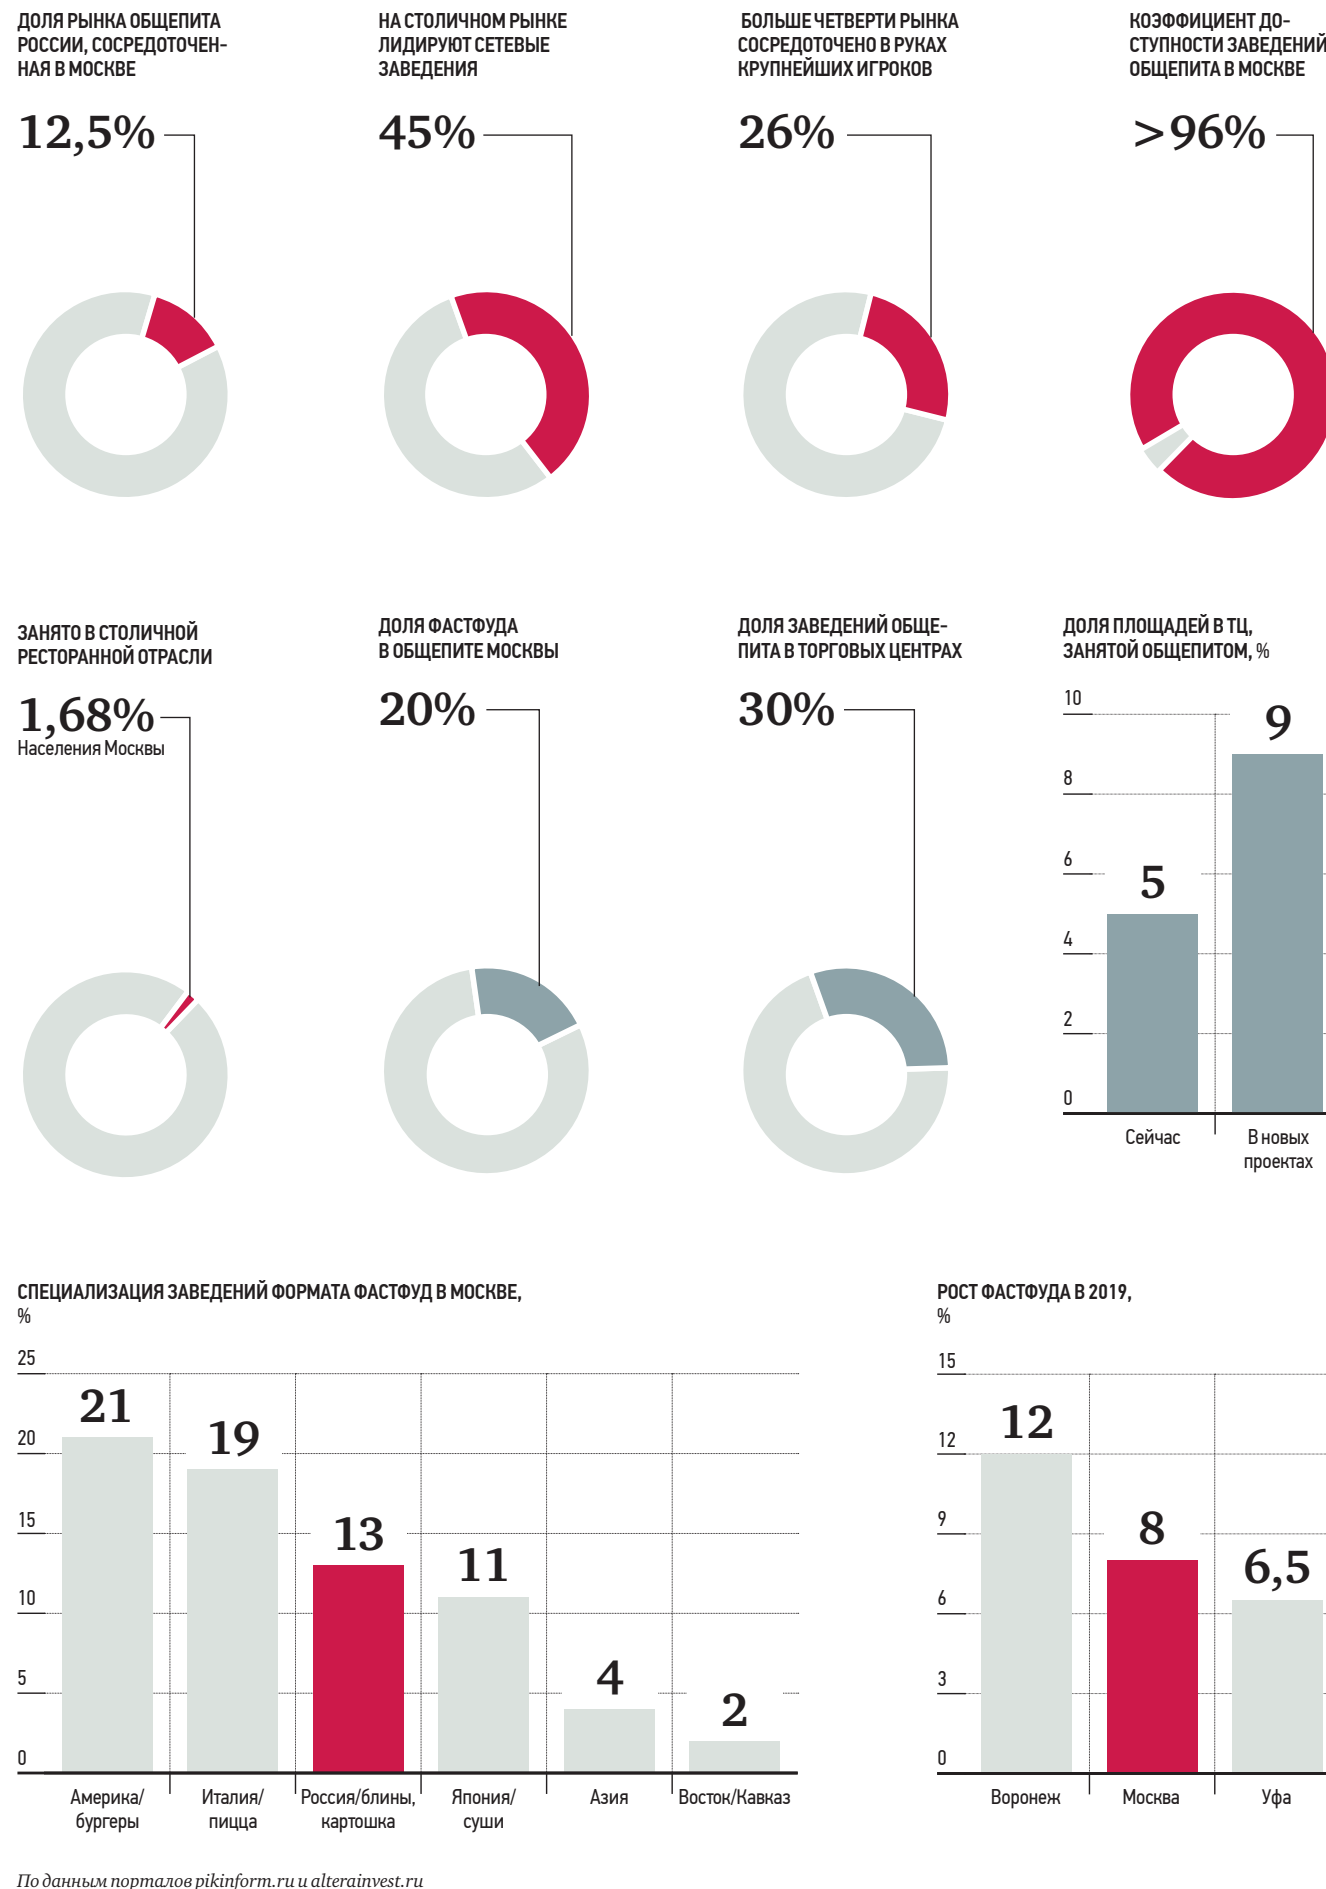 ДОЛЯ РЫНКА ОБЩЕПИТА
РОССИИ, СОСРЕДОТОЧЕН-
НАЯ В МОСКВЕ
12,5%
НА СТОЛИЧНОМ РЫНКЕ
ЛИДИРУЮТ СЕТЕВЫЕ
ЗАВЕДЕНИЯ
45%
БОЛЬШЕ ЧЕТВЕРТИ РЫНКА
СОСРЕДОТОЧЕНО В РУКАХ
КРУПНЕЙШИХ ИГРОКОВ
26%
КОЭФФИЦИЕНТ ДО-
СТУПНОСТИ ЗАВЕДЕНИЙ
ОБЩЕПИТА В МОСКВЕ
>96%
ЗАНЯТО В СТОЛИЧНОЙ
РЕСТОРАННОЙ ОТРАСЛИ
1,68%
Населения Москвы
ДОЛЯ ФАСТФУДА
В ОБЩЕПИТЕ МОСКВЫ
20%
ДОЛЯ ЗАВЕДЕНИЙ ОБЩЕ-
ПИТА В ТОРГОВЫХ ЦЕНТРАХ
30%
ДОЛЯ ПЛОЩАДЕЙ В ТЦ,
ЗАНЯТОЙ ОБЩЕПИТОМ, %
10
8
6
4
2
0
5
9
Сейчас
В новых
проектах
СПЕЦИАЛИЗАЦИЯ ЗАВЕДЕНИЙ ФОРМАТА ФАСТФУД В МОСКВЕ,
%
25
20
15
10
5
0
21
19
13
11
4
2
Америка/
бургеры
Италия/
пицца
Россия/блины,
картошка
Япония/
суши
Азия
Восток/Кавказ
РОСТ ФАСТФУДА В 2019,
%
15
12
9
6
3
0
12
8
6,5
Воронеж
Москва
Уфа
По данным порталов pikinform.ru и alterainvest.ru